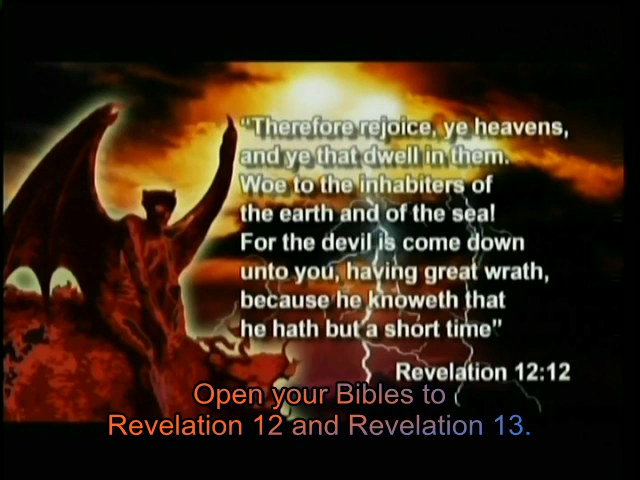 “Therefore rejoice, ye heavens,
and ye that dwell in them.
Woe to the inhabiters of
the earth and of the sea!
For the devil is come down
unto you, having great wrath,
because he knoweth that
he hath but a short time”
Revelation 12:12
Open your Bibles to
Revelation 12 and Revelation 13.